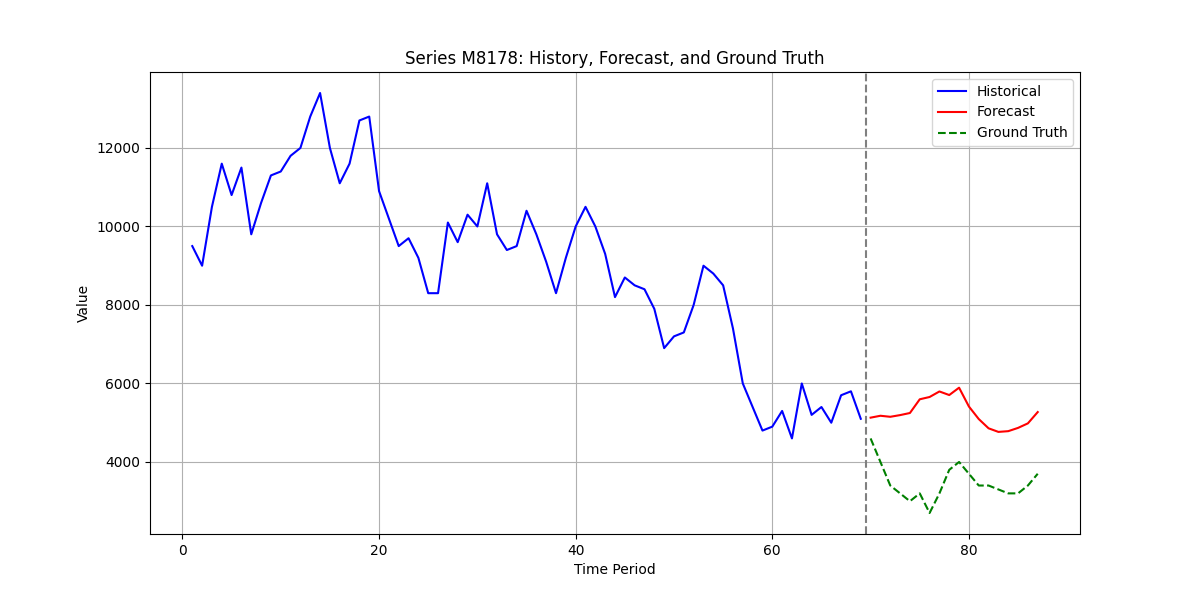 Series M8178: History, Forecast, and Ground Truth
Historical
Forecast
Ground Truth
12000
10000
8000
6000
4000
Value
0 20 40 60 80
Time Period